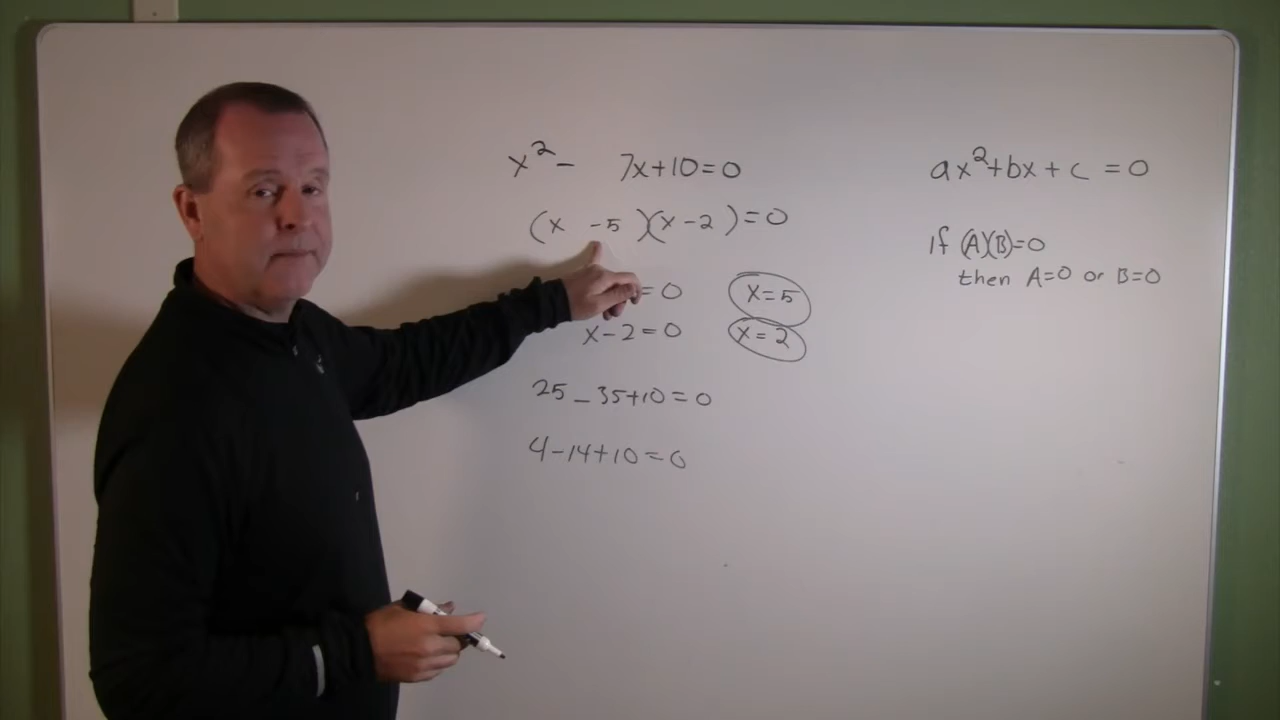 x² - 7x+10=0
(x -5)(x-2)=0
=0
x=5
x-2=0
x=2
25-35+10=0
4-14+10=0
ax²+bx+c=0
if (A)(B)=0
then A=0 or B=0